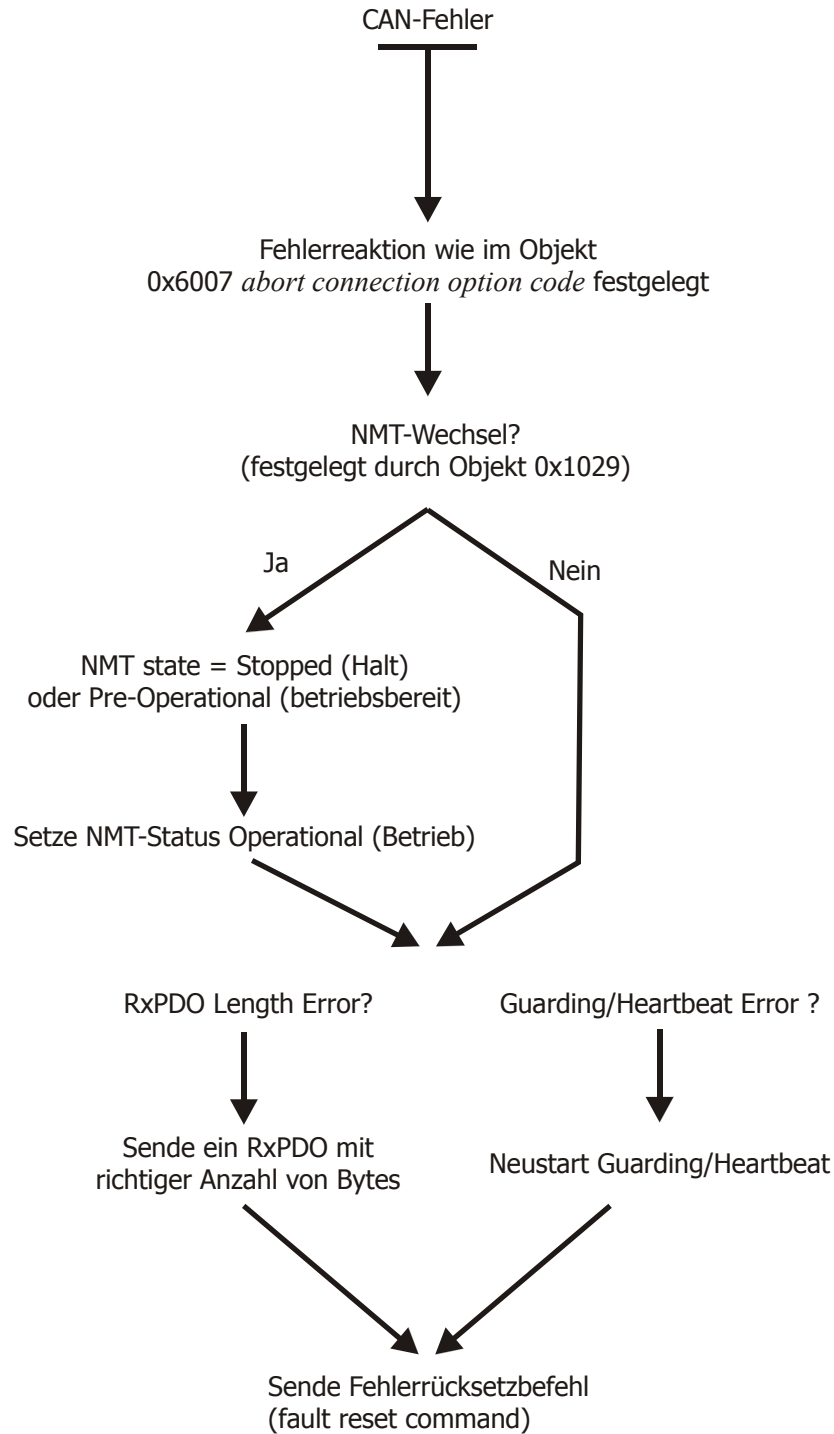 CAN-Fehler
Fehlerreaktion wie im Objekt
0x6007 abort connection option code festgelegt
NMT-Wechsel?
(festgelegt durch Objekt 0x1029)
Ja
Nein
NMT state = Stopped (Halt)
oder Pre-Operational (betriebsbereit)
Setze NMT-Status Operational (Betrieb)
RxPDO Length Error?
Guarding/Heartbeat Error ?
Sende ein RxPDO mit
richtiger Anzahl von Bytes
Neustart Guarding/Heartbeat
Sende Fehlerrücksetzbefehl
(fault reset command)